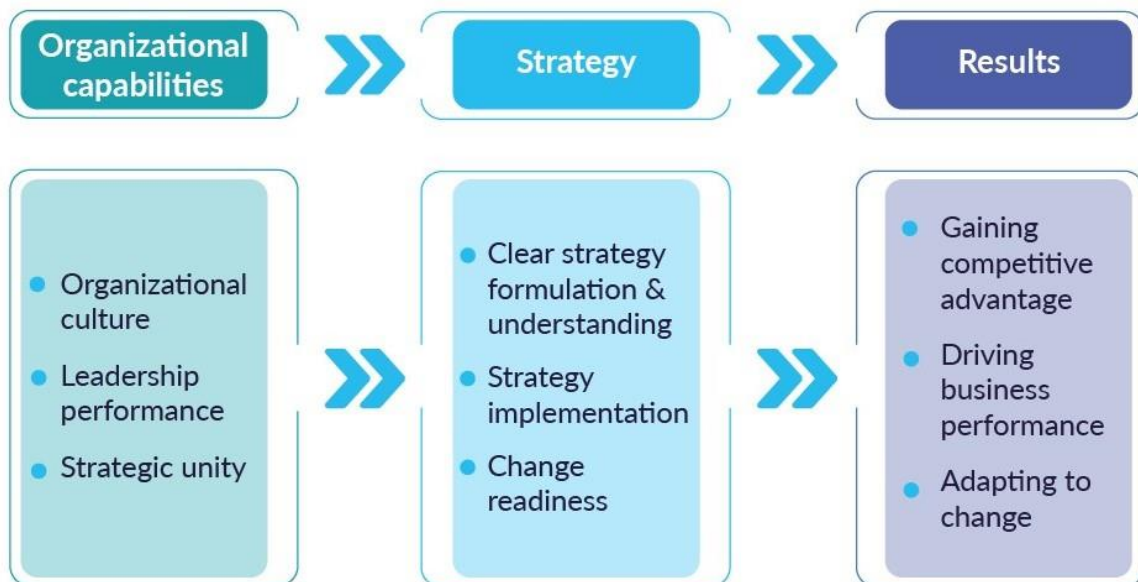 Organizational
capabilities
Strategy
Results
Organizational
culture
Leadership
performance
Strategic unity
Clear strategy
formulation &
understanding
Strategy
implementation
Change
readiness
Gaining
competitive
advantage
Driving
business
performance
Adapting to
change